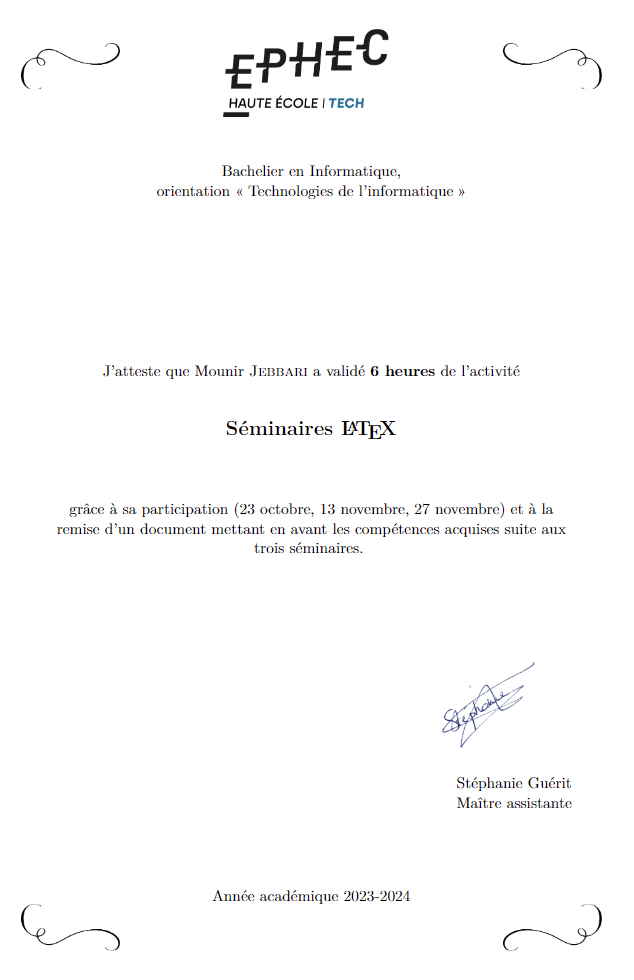 EPHEC
HAUTE ÉCOLE | TECH
Bachelier en Informatique,
orientation « Technologies de l'informatique »
J'atteste que Mounir JEBBARI a validé 6 heures de l'activité
Séminaires LATEX
grâce à sa participation (23 octobre, 13 novembre, 27 novembre) et à la
remise d'un document mettant en avant les compétences acquises suite aux
trois séminaires.
Stéphanie
Stéphanie Guérit
Maître assistante
Année académique 2023-2024